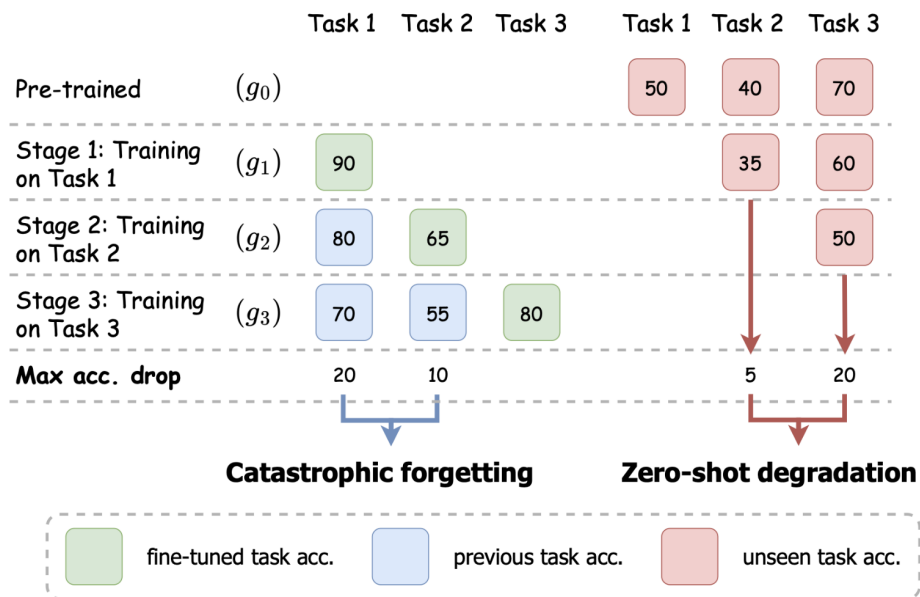 Task 1 Task 2 Task 3 Task 1 Task 2 Task 3
Pre-trained (g₀) 50 40 70
Stage 1: Training
on Task 1 (g₁) 90 35 60
Stage 2: Training
on Task 2 (g₂) 80 65 50
Stage 3: Training
on Task 3 (g₃) 70 55 80
Max acc. drop 20 10 5 20
Catastrophic forgetting Zero-shot degradation
fine-tuned task acc. previous task acc. unseen task acc.